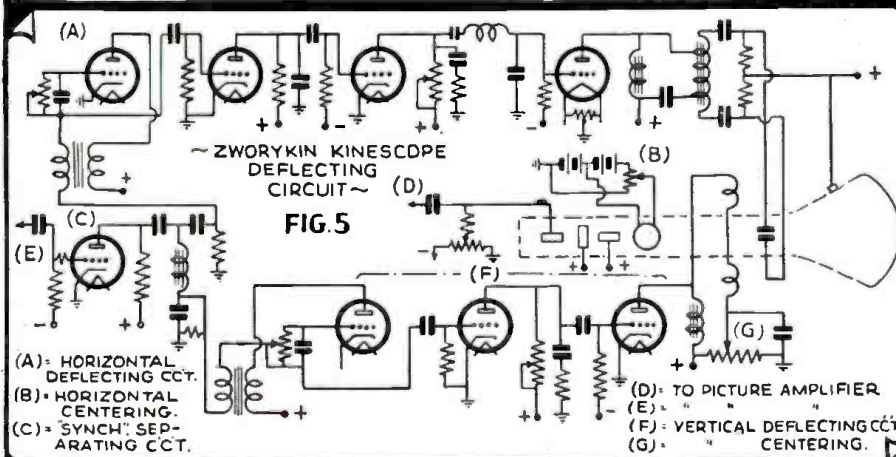 (A)
~ZWORYKIN KINESCOPE
DEFLECTING
CIRCUIT~
FIG.5
(B)
(D)
(C)
(E)
(F)
(G)
(A)= HORIZONTAL
DEFLECTING CCT.
(B)= HORIZONTAL
CENTERING.
(C)= "SYNCH". SEP-
ARATING CCT.
(D)= TO PICTURE AMPLIFIER
(E)= " " "
(F)= VERTICAL DEFLECTING CCT
(G)= " CENTERING.